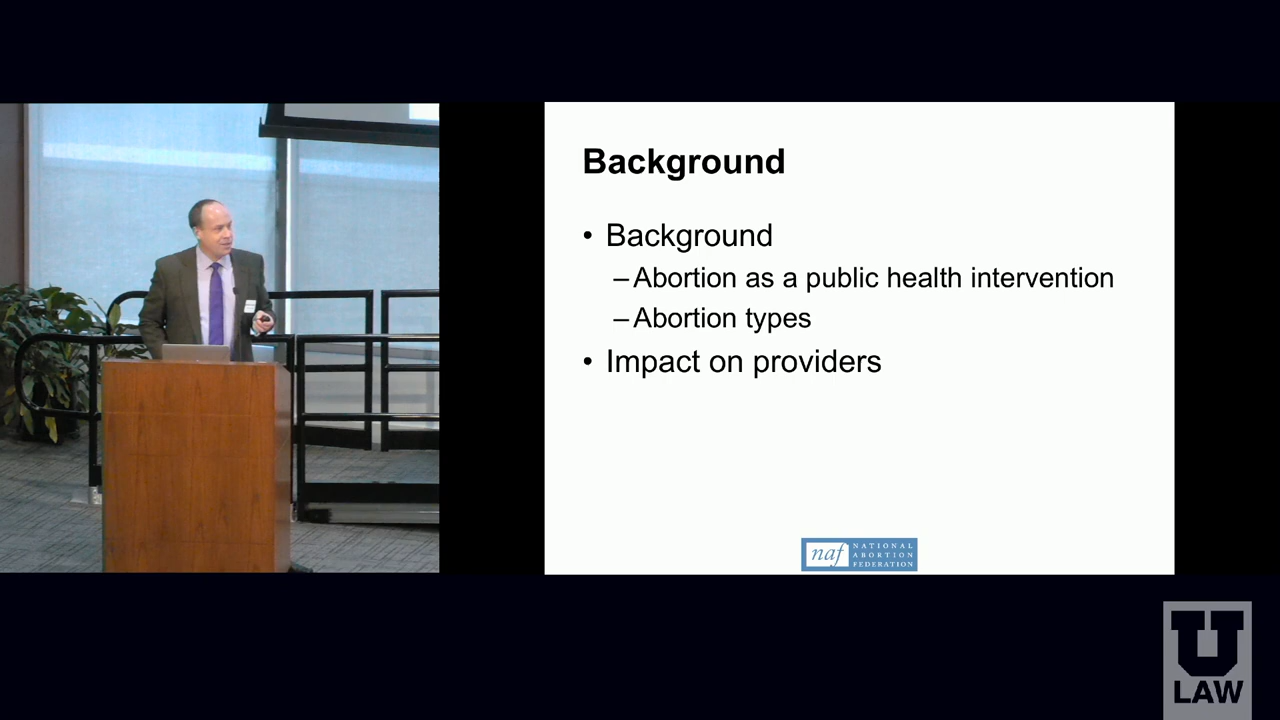 Background
• Background
–Abortion as a public health intervention
–Abortion types
• Impact on providers
naf NATIONAL
ABORTION
FEDERATION
U
LAW